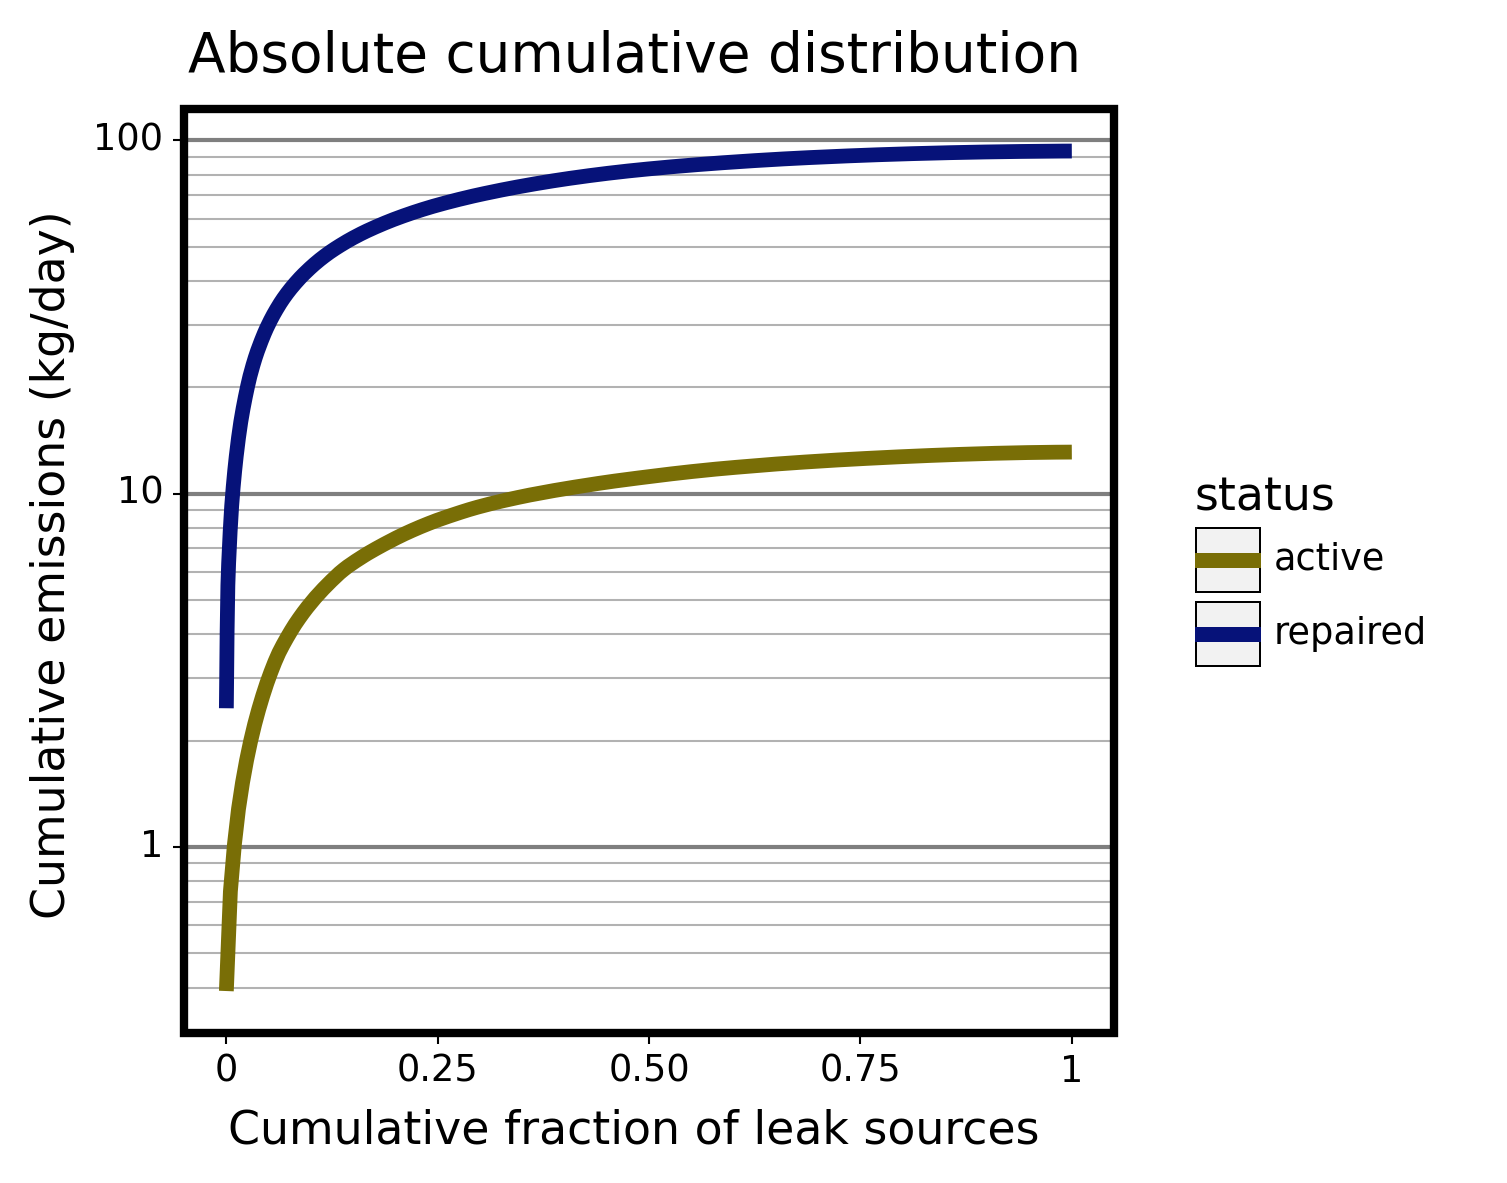 Absolute cumulative distribution
Cumulative emissions (kg/day)
100
10
1
0 0.25 0.50 0.75 1
Cumulative fraction of leak sources
status
active
repaired